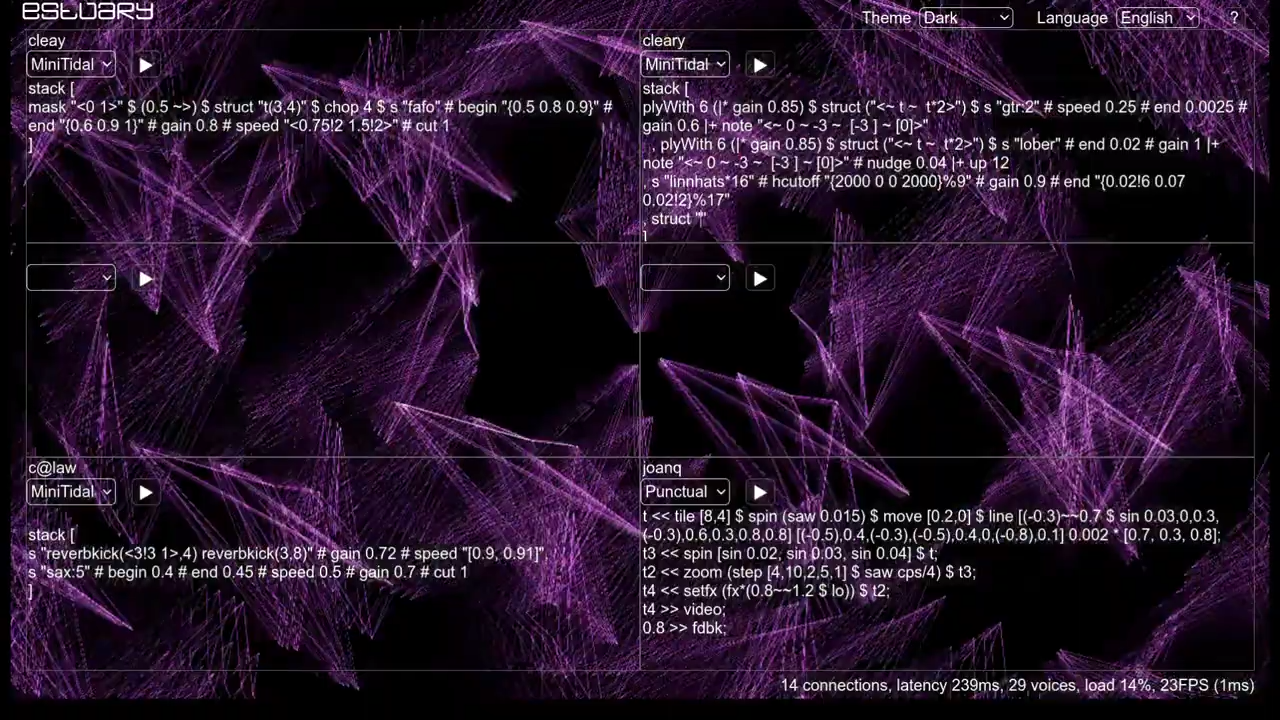 estuary
Theme Dark Language English ?
cleay
MiniTidal
stack [
mask "<0 1>" $ (0.5 ~>) $ struct "t(3,4)" $ chop 4 $ s "fafo" # begin "{0.5 0.8 0.9}" #
end "{0.6 0.9 1}" # gain 0.8 # speed "<0.75!2 1.5!2>" # cut 1
]
cleary
MiniTidal
stack [
plyWith 6 (|* gain 0.85) $ struct ("<~ t ~  t*2>") $ s "gtr:2" # speed 0.25 # end 0.0025 #
gain 0.6 |+ note "<~ 0 ~ -3 ~  [-3 ] ~ [0]>"
, plyWith 6 (|* gain 0.85) $ struct ("<~ t ~  t*2>") $ s "lober" # end 0.02 # gain 1 |+
note "<~ 0 ~ -3 ~  [-3 ] ~ [0]>" # nudge 0.04 |+ up 12
, s "linnhats*16" # hcutoff "{2000 0 0 2000}%9" # gain 0.9 # end "{0.02!6 0.07
0.02!2}%17"
, struct ""
]
c@law
MiniTidal
stack [
s "reverbkick(<3!3 1>,4) reverbkick(3,8)" # gain 0.72 # speed "[0.9, 0.91]",
s "sax:5" # begin 0.4 # end 0.45 # speed 0.5 # gain 0.7 # cut 1
]
joanq
Punctual
t << tile [8,4] $ spin (saw 0.015) $ move [0.2,0] $ line [(-0.3)~~0.7 $ sin 0.03,0,0.3,
(-0.3),0.6,0.3,0.8,0.8] [(-0.5),0.4,(-0.3),(-0.5),0.4,0,(-0.8),0.1] 0.002 * [0.7, 0.3, 0.8];
t3 << spin [sin 0.02, sin 0.03, sin 0.04] $ t;
t2 << zoom (step [4,10,2,5,1] $ saw cps/4) $ t3;
t4 << setfx (fx*(0.8~~1.2 $ lo)) $ t2;
t4 >> video;
0.8 >> fdbk;
14 connections, latency 239ms, 29 voices, load 14%, 23FPS (1ms)